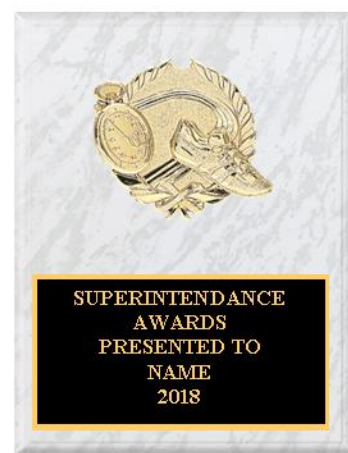 SUPERINTENDANCE
AWARDS
PRESENTED TO
NAME
2018